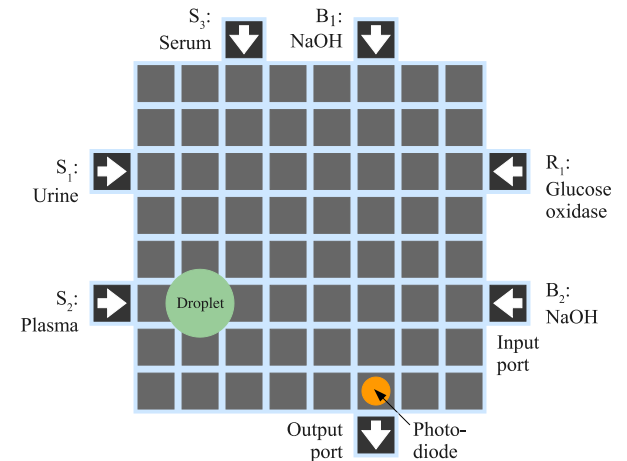 S₃:
Serum
B₁:
NaOH
S₁:
Urine
R₁:
Glucose
oxidase
S₂:
Plasma
Droplet
B₂:
NaOH
Input
port
Output
port
Photo-
diode